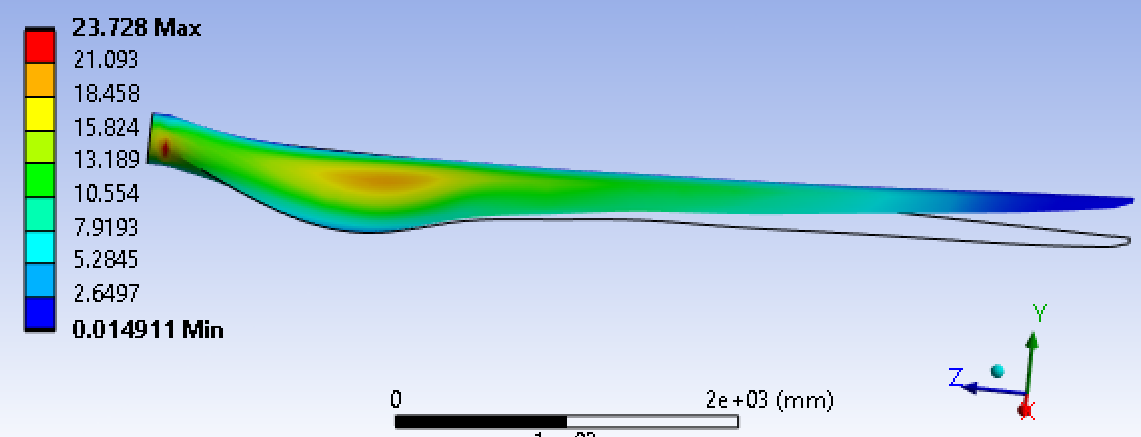 23.728 Max
21.093
18.458
15.824
13.189
10.554
7.9193
5.2845
2.6497
0.014911 Min
Y
Z
X
0 2e+03 (mm)